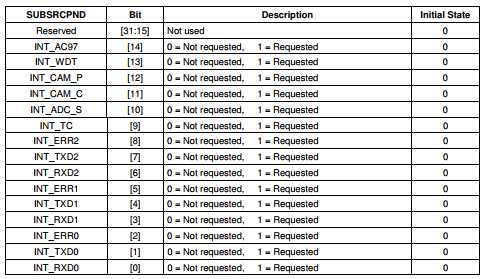 SUBSRCPND Bit Description Initial State
Reserved [31:15] Not used 0
INT_AC97 [14] 0 = Not requested, 1 = Requested 0
INT_WDT [13] 0 = Not requested, 1 = Requested 0
INT_CAM_P [12] 0 = Not requested, 1 = Requested 0
INT_CAM_C [11] 0 = Not requested, 1 = Requested 0
INT_ADC_S [10] 0 = Not requested, 1 = Requested 0
INT_TC [9] 0 = Not requested, 1 = Requested 0
INT_ERR2 [8] 0 = Not requested, 1 = Requested 0
INT_TXD2 [7] 0 = Not requested, 1 = Requested 0
INT_RXD2 [6] 0 = Not requested, 1 = Requested 0
INT_ERR1 [5] 0 = Not requested, 1 = Requested 0
INT_TXD1 [4] 0 = Not requested, 1 = Requested 0
INT_RXD1 [3] 0 = Not requested, 1 = Requested 0
INT_ERR0 [2] 0 = Not requested, 1 = Requested 0
INT_TXD0 [1] 0 = Not requested, 1 = Requested 0
INT_RXD0 [0] 0 = Not requested, 1 = Requested 0